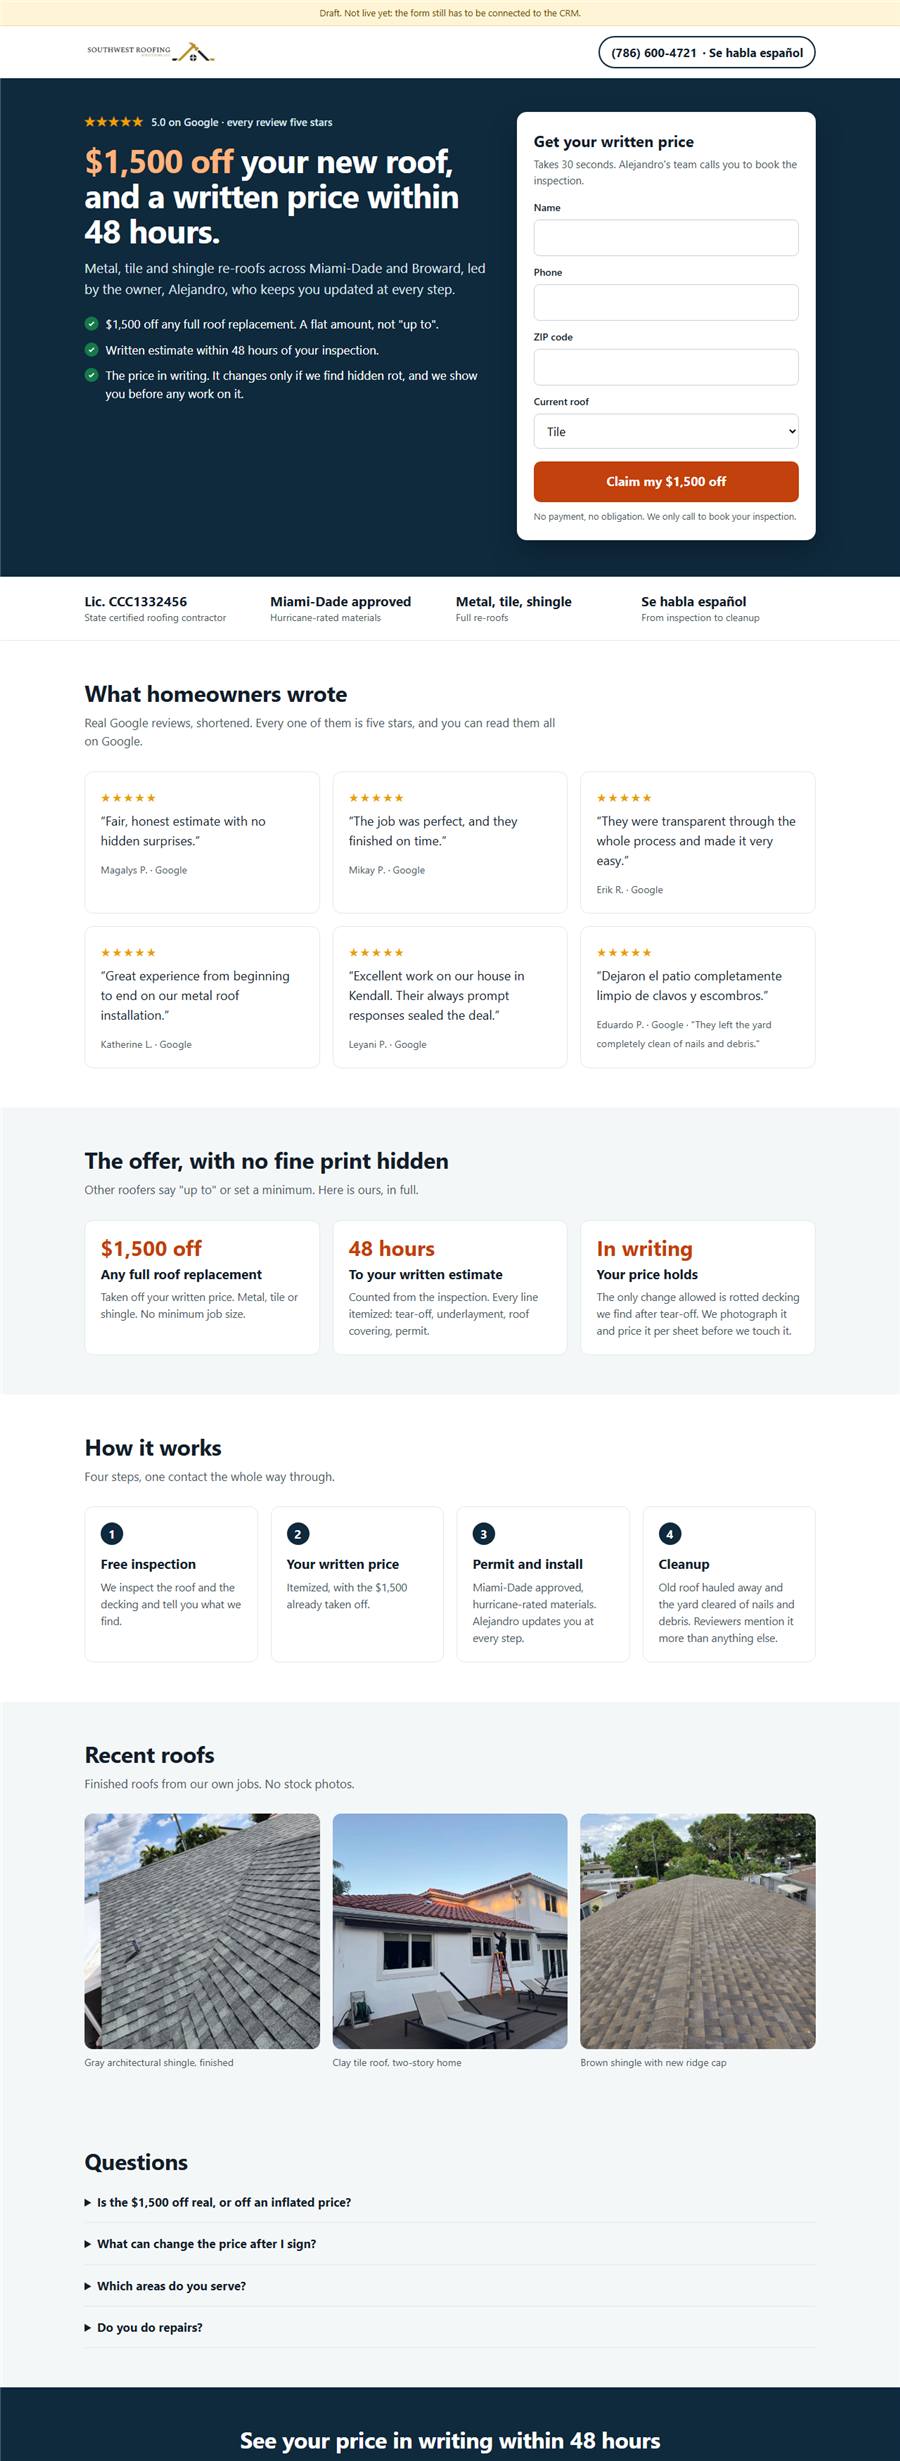 Draft. Not live yet: the form still has to be connected to the CRM.
SOUTHWEST ROOFING
(786) 600-4721 · Se habla español
★★★★★ 5.0 on Google · every review five stars
$1,500 off your new roof,
and a written price within
48 hours.
Metal, tile and shingle re-roofs across Miami-Dade and Broward, led
by the owner, Alejandro, who keeps you updated at every step.
$1,500 off any full roof replacement. A flat amount, not "up to".
Written estimate within 48 hours of your inspection.
The price in writing. It changes only if we find hidden rot, and we show
you before any work on it.
Get your written price
Takes 30 seconds. Alejandro's team calls you to book the
inspection.
Name
Phone
ZIP code
Current roof
Tile
Claim my $1,500 off
No payment, no obligation. We only call to book your inspection.
Lic. CCC1332456
State certified roofing contractor
Miami-Dade approved
Hurricane-rated materials
Metal, tile, shingle
Full re-roofs
Se habla español
From inspection to cleanup
What homeowners wrote
Real Google reviews, shortened. Every one of them is five stars, and you can read them all
on Google.
★★★★★
“Fair, honest estimate with no
hidden surprises.”
Magalys P. · Google
★★★★★
“The job was perfect, and they
finished on time.”
Mikay P. · Google
★★★★★
“They were transparent through the
whole process and made it very
easy.”
Erik R. · Google
★★★★★
“Great experience from beginning
to end on our metal roof
installation.”
Katherine L. · Google
★★★★★
“Excellent work on our house in
Kendall. Their always prompt
responses sealed the deal.”
Leyani P. · Google
★★★★★
“Dejaron el patio completamente
limpio de clavos y escombros.”
Eduardo P. · Google · "They left the yard
completely clean of nails and debris."
The offer, with no fine print hidden
Other roofers say "up to" or set a minimum. Here is ours, in full.
$1,500 off
Any full roof replacement
Taken off your written price. Metal, tile or
shingle. No minimum job size.
48 hours
To your written estimate
Counted from the inspection. Every line
itemized: tear-off, underlayment, roof
covering, permit.
In writing
Your price holds
The only change allowed is rotted decking
we find after tear-off. We photograph it
and price it per sheet before we touch it.
How it works
Four steps, one contact the whole way through.
1
Free inspection
We inspect the roof and the
decking and tell you what we
find.
2
Your written price
Itemized, with the $1,500
already taken off.
3
Permit and install
Miami-Dade approved,
hurricane-rated materials.
Alejandro updates you at
every step.
4
Cleanup
Old roof hauled away and
the yard cleared of nails and
debris. Reviewers mention it
more than anything else.
Recent roofs
Finished roofs from our own jobs. No stock photos.
Gray architectural shingle, finished
Clay tile roof, two-story home
Brown shingle with new ridge cap
Questions
Is the $1,500 off real, or off an inflated price?
What can change the price after I sign?
Which areas do you serve?
Do you do repairs?
See your price in writing within 48 hours